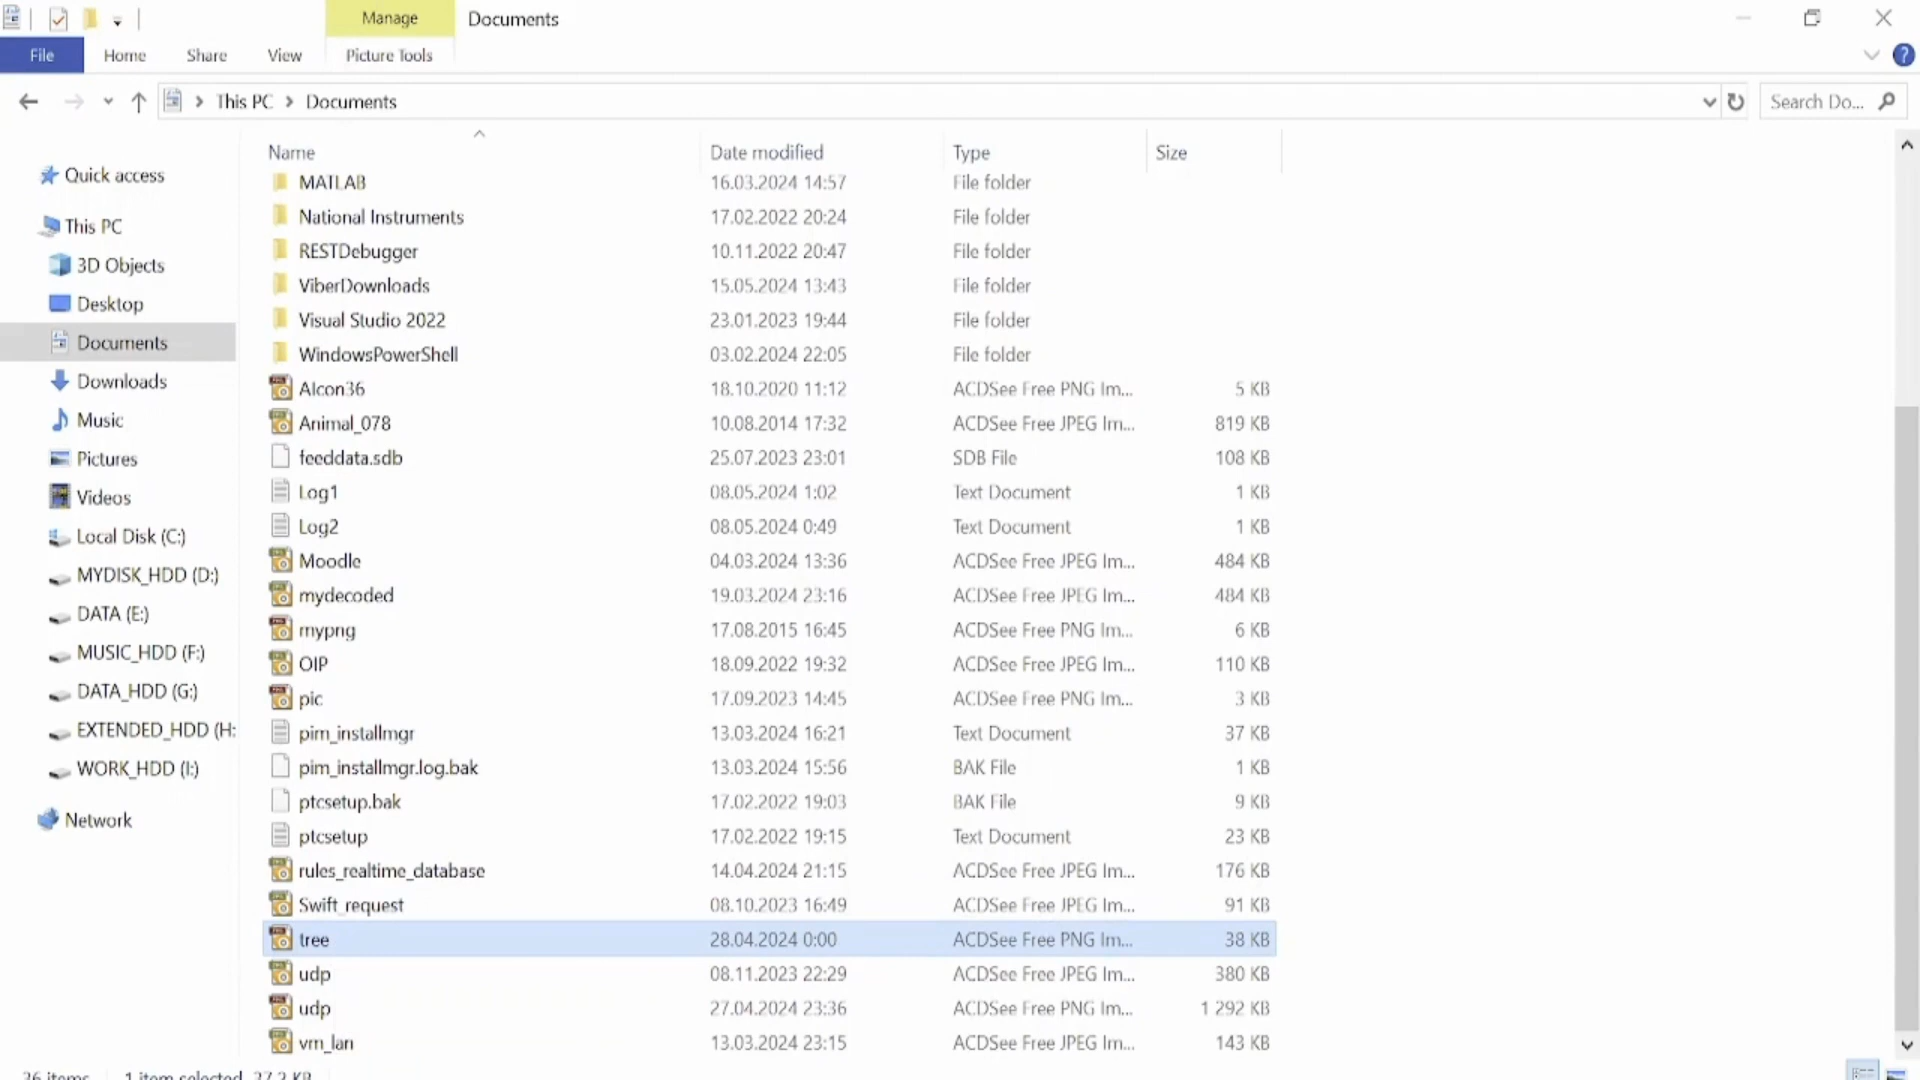 Manage Documents
File Home Share View Picture Tools
This PC Documents Search Do...
Name Date modified Type Size
Quick access
This PC
3D Objects
Desktop
Documents
Downloads
Music
Pictures
Videos
Local Disk (C:)
MYDISK_HDD (D:)
DATA (E:)
MUSIC_HDD (F:)
DATA_HDD (G:)
EXTENDED_HDD (H:
WORK_HDD (I:)
Network
MATLAB 16.03.2024 14:57 File folder
National Instruments 17.02.2022 20:24 File folder
RESTDebugger 10.11.2022 20:47 File folder
ViberDownloads 15.05.2024 13:43 File folder
Visual Studio 2022 23.01.2023 19:44 File folder
WindowsPowerShell 03.02.2024 22:05 File folder
AIcon36 18.10.2020 11:12 ACDSee Free PNG Im... 5 KB
Animal_078 10.08.2014 17:32 ACDSee Free JPEG Im... 819 KB
feeddata.sdb 25.07.2023 23:01 SDB File 108 KB
Log1 08.05.2024 1:02 Text Document 1 KB
Log2 08.05.2024 0:49 Text Document 1 KB
Moodle 04.03.2024 13:36 ACDSee Free JPEG Im... 484 KB
mydecoded 19.03.2024 23:16 ACDSee Free JPEG Im... 484 KB
mypng 17.08.2015 16:45 ACDSee Free PNG Im... 6 KB
OIP 18.09.2022 19:32 ACDSee Free JPEG Im... 110 KB
pic 17.09.2023 14:45 ACDSee Free PNG Im... 3 KB
pim_installmgr 13.03.2024 16:21 Text Document 37 KB
pim_installmgr.log.bak 13.03.2024 15:56 BAK File 1 KB
ptcsetup.bak 17.02.2022 19:03 BAK File 9 KB
ptcsetup 17.02.2022 19:15 Text Document 23 KB
rules_realtime_database 14.04.2024 21:15 ACDSee Free JPEG Im... 176 KB
Swift_request 08.10.2023 16:49 ACDSee Free JPEG Im... 91 KB
tree 28.04.2024 0:00 ACDSee Free PNG Im... 38 KB
udp 08.11.2023 22:29 ACDSee Free JPEG Im... 380 KB
udp 27.04.2024 23:36 ACDSee Free PNG Im... 1 292 KB
vm_lan 13.03.2024 23:15 ACDSee Free JPEG Im... 143 KB
36 items 1 item selected 37,2 KB